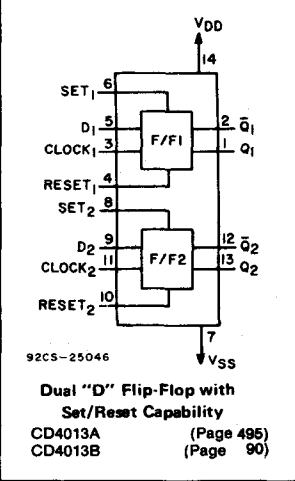 VDD
14
6
SET1
5
D1
F/F1
2
Q̅1
3
CLOCK1
1
Q1
4
RESET1
8
SET2
9
D2
F/F2
12
Q̅2
11
CLOCK2
13
Q2
10
RESET2
7
VSS
92CS-25046
Dual "D" Flip-Flop with
Set/Reset Capability
CD4013A (Page 495)
CD4013B (Page 90)